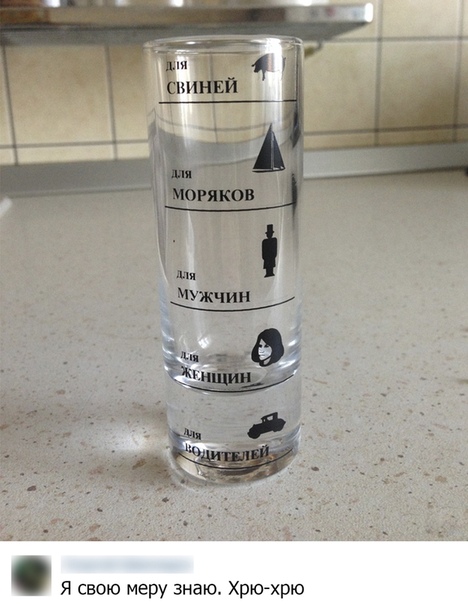 для
СВИНЕЙ
для
МОРЯКОВ
для
МУЖЧИН
для
ЖЕНЩИН
для
ВОДИТЕЛЕЙ
Я свою меру знаю. Хрю-хрю